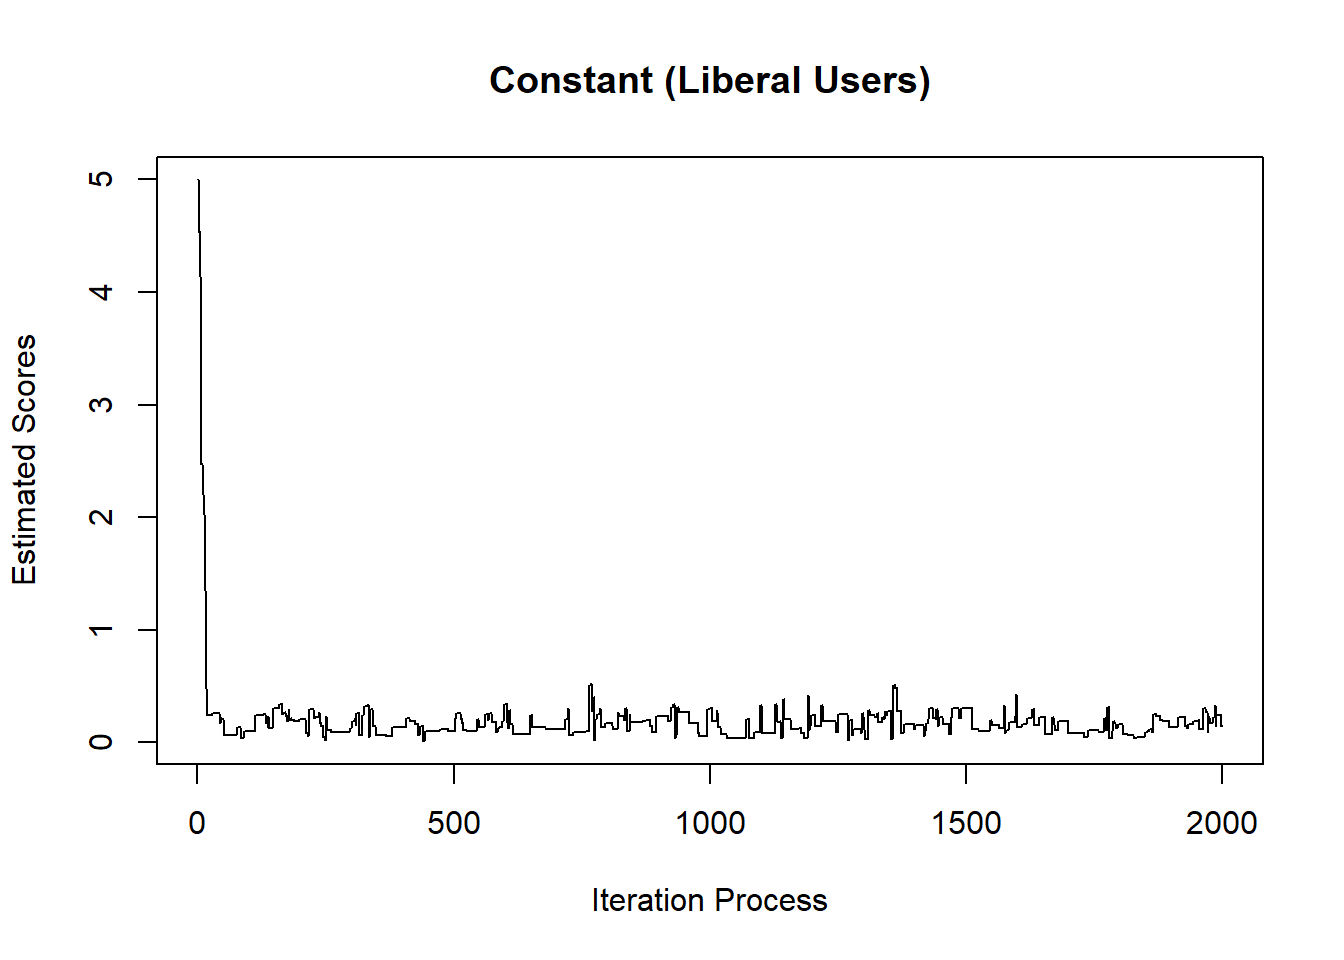 Constant (Liberal Users)
Estimated Scores
5
4
3
2
1
0
0 500 1000 1500 2000
Iteration Process